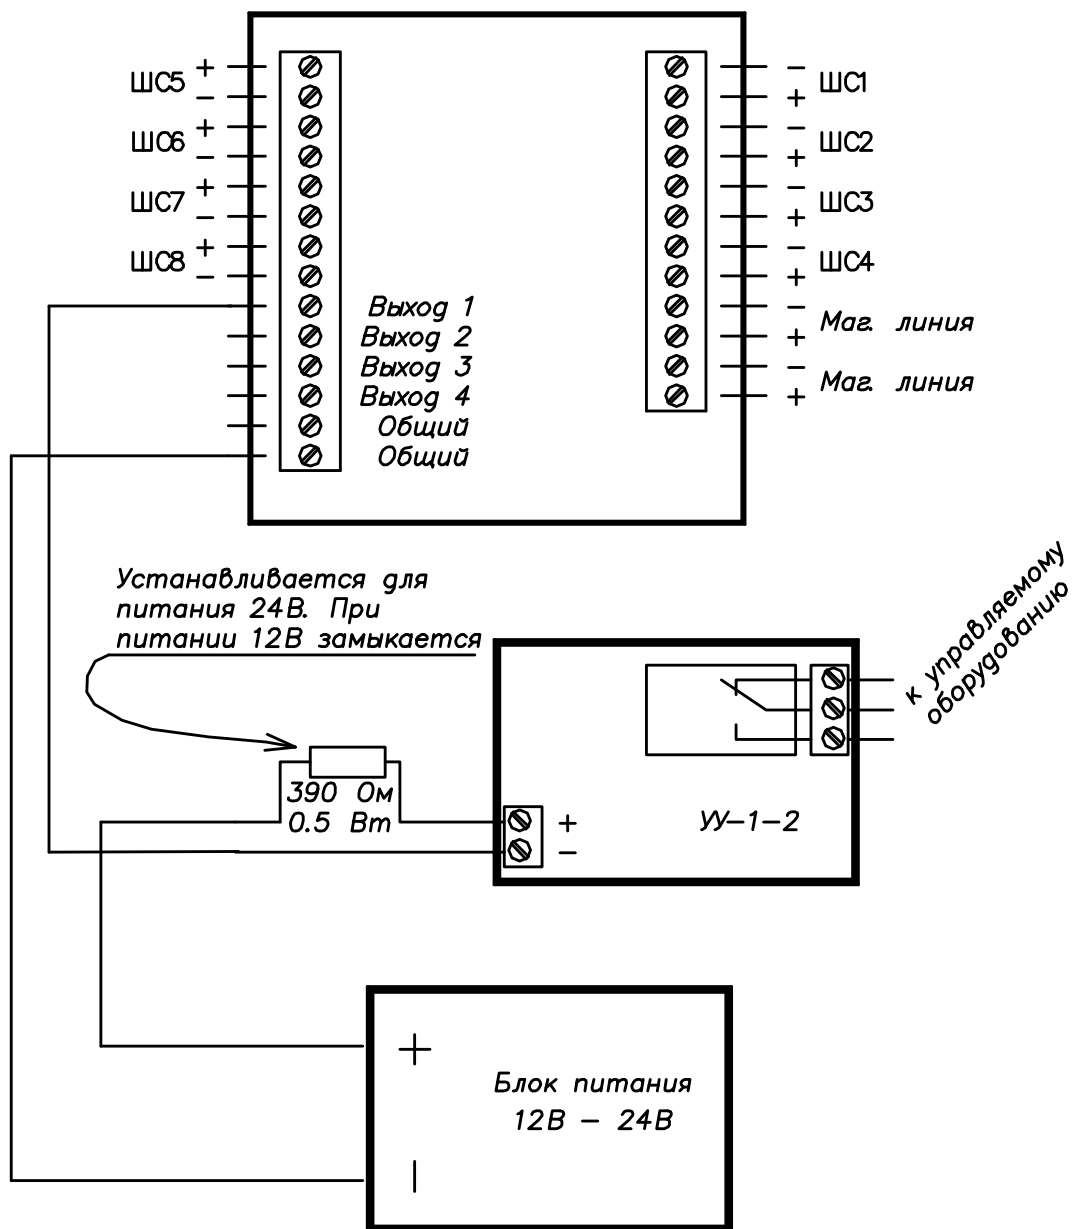 ШС5 + −
ШС6 + −
ШС7 + −
ШС8 + −
Выход 1
Выход 2
Выход 3
Выход 4
Общий
Общий
− + ШС1
− + ШС2
− + ШС3
− + ШС4
− + Маг. линия
− + Маг. линия
Устанавливается для
питания 24В. При
питании 12В замыкается
390 Ом
0.5 Вт
+
−
УУ−1−2
к управляемому
оборудованию
+
Блок питания
12В − 24В
−